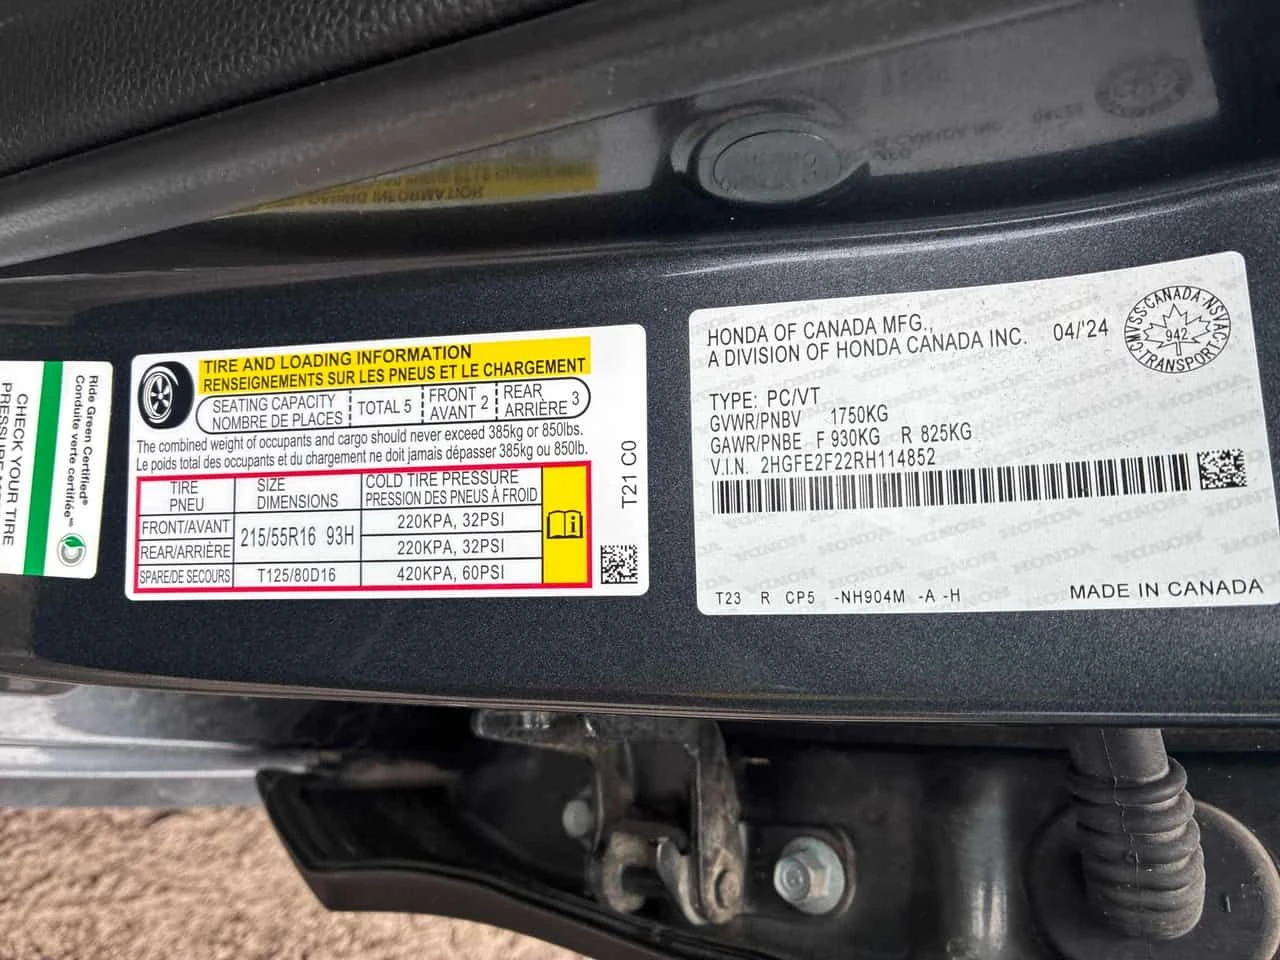 CHECK YOUR TIRE
Ride Green Certified®
Conduite verte certifiée™
TIRE AND LOADING INFORMATION
RENSEIGNEMENTS SUR LES PNEUS ET LE CHARGEMENT
SEATING CAPACITY
NOMBRE DE PLACES
TOTAL 5
FRONT
AVANT 2
REAR
ARRIÈRE 3
The combined weight of occupants and cargo should never exceed 385kg or 850lbs.
Le poids total des occupants et du chargement ne doit jamais dépasser 385kg ou 850lb.
TIRE
PNEU
SIZE
DIMENSIONS
COLD TIRE PRESSURE
PRESSION DES PNEUS À FROID
FRONT/AVANT
215/55R16 93H
220KPA, 32PSI
REAR/ARRIÈRE
220KPA, 32PSI
SPARE/DE SECOURS
T125/80D16
420KPA, 60PSI
T21 C0
HONDA OF CANADA MFG.,
A DIVISION OF HONDA CANADA INC. 04/'24
CMVSS·CANADA·NSVAC
942
TRANSPORT
TYPE: PC/VT
GVWR/PNBV 1750KG
GAWR/PNBE F 930KG R 825KG
V.I.N. 2HGFE2F22RH114852
T23 R CP5 -NH904M -A -H
MADE IN CANADA